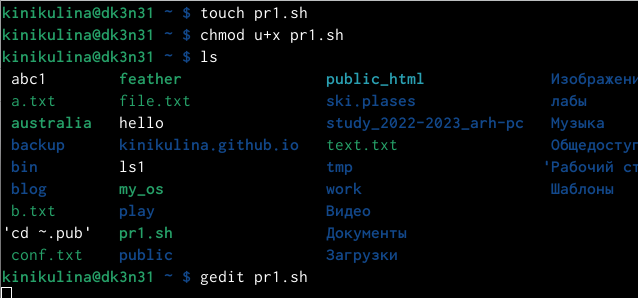 kinikulina@dk3n31 ~ $ touch pr1.sh
kinikulina@dk3n31 ~ $ chmod u+x pr1.sh
kinikulina@dk3n31 ~ $ ls
abc1 feather public_html Изображени
a.txt file.txt ski.plases лабы
australia hello study_2022-2023_arh-pc Музыка
backup kinikulina.github.io text.txt Общедоступ
bin ls1 tmp 'Рабочий ст
blog my_os work Шаблоны
b.txt play Видео
'cd ~.pub' pr1.sh Документы
conf.txt public Загрузки
kinikulina@dk3n31 ~ $ gedit pr1.sh